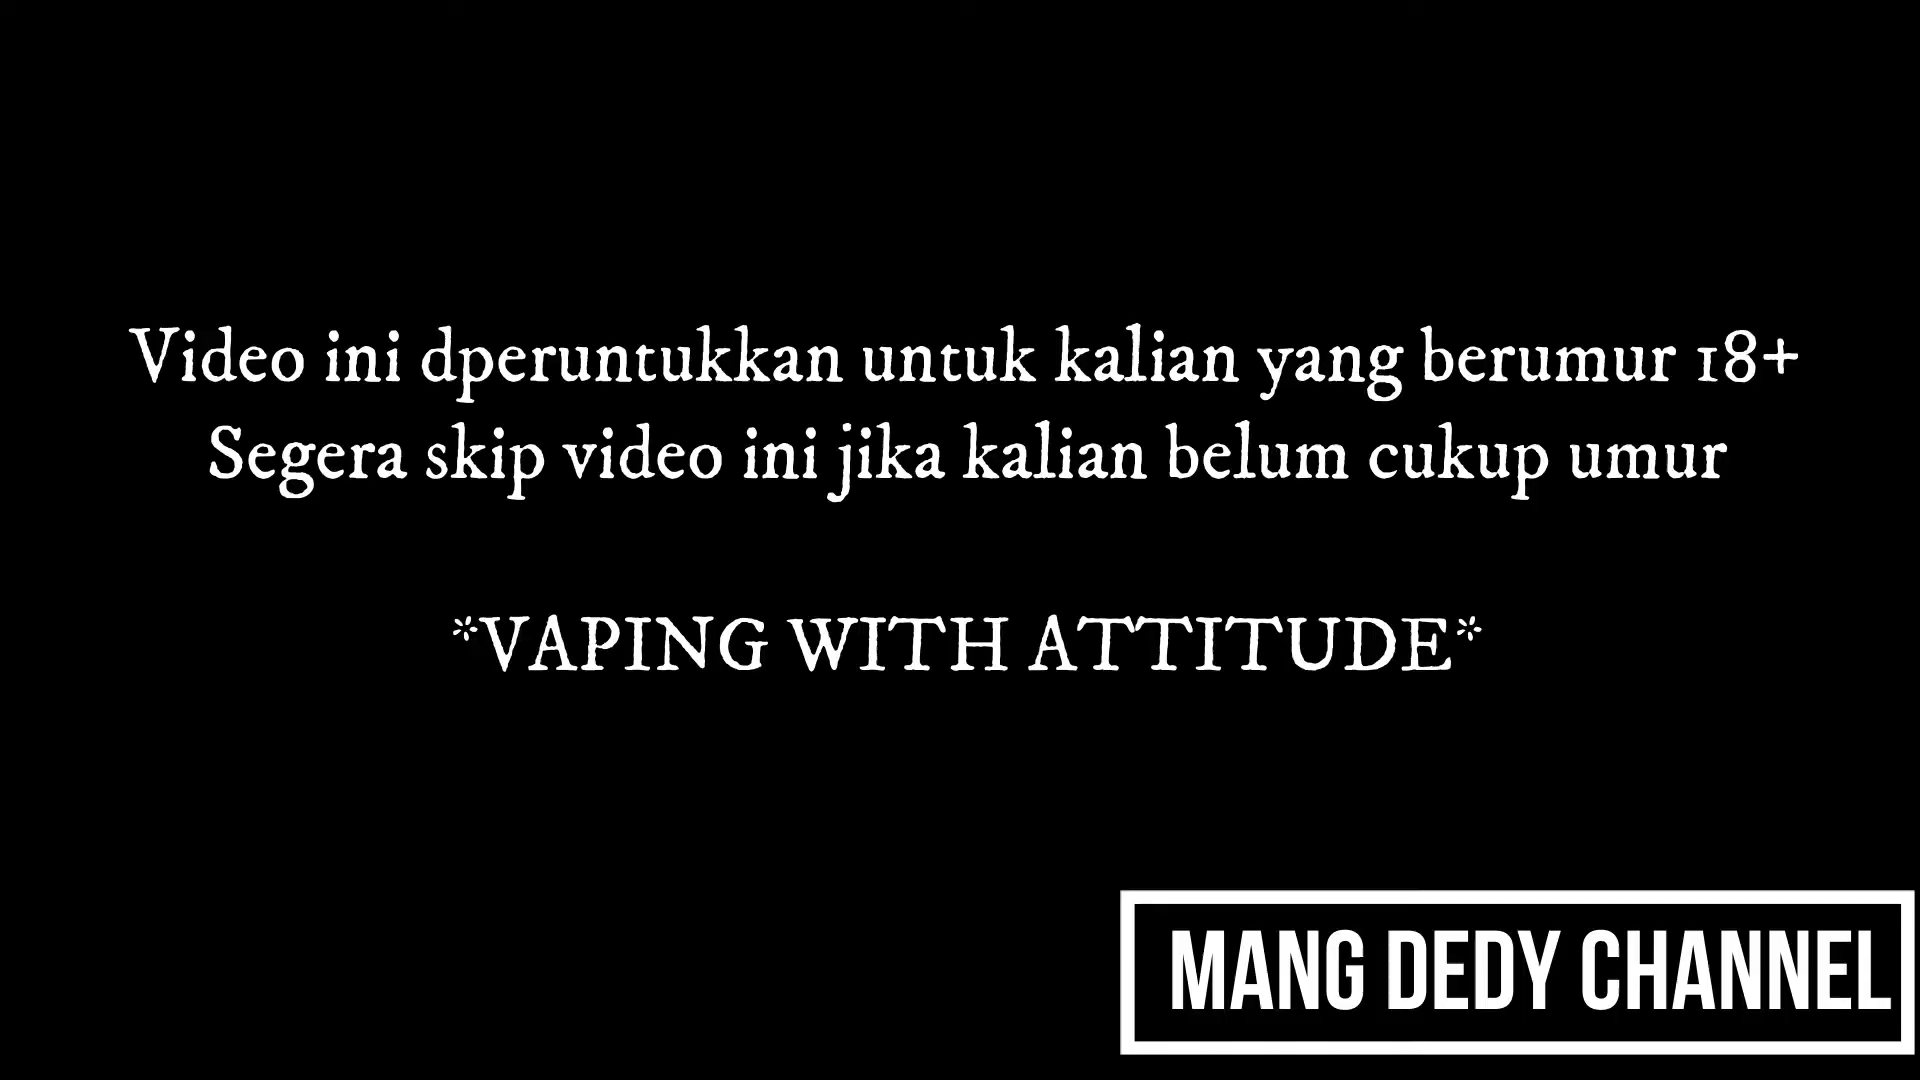 Video ini dperuntukkan untuk kalian yang berumur 18+
Segera skip video ini jika kalian belum cukup umur
*VAPING WITH ATTITUDE*
MANG DEDY CHANNEL